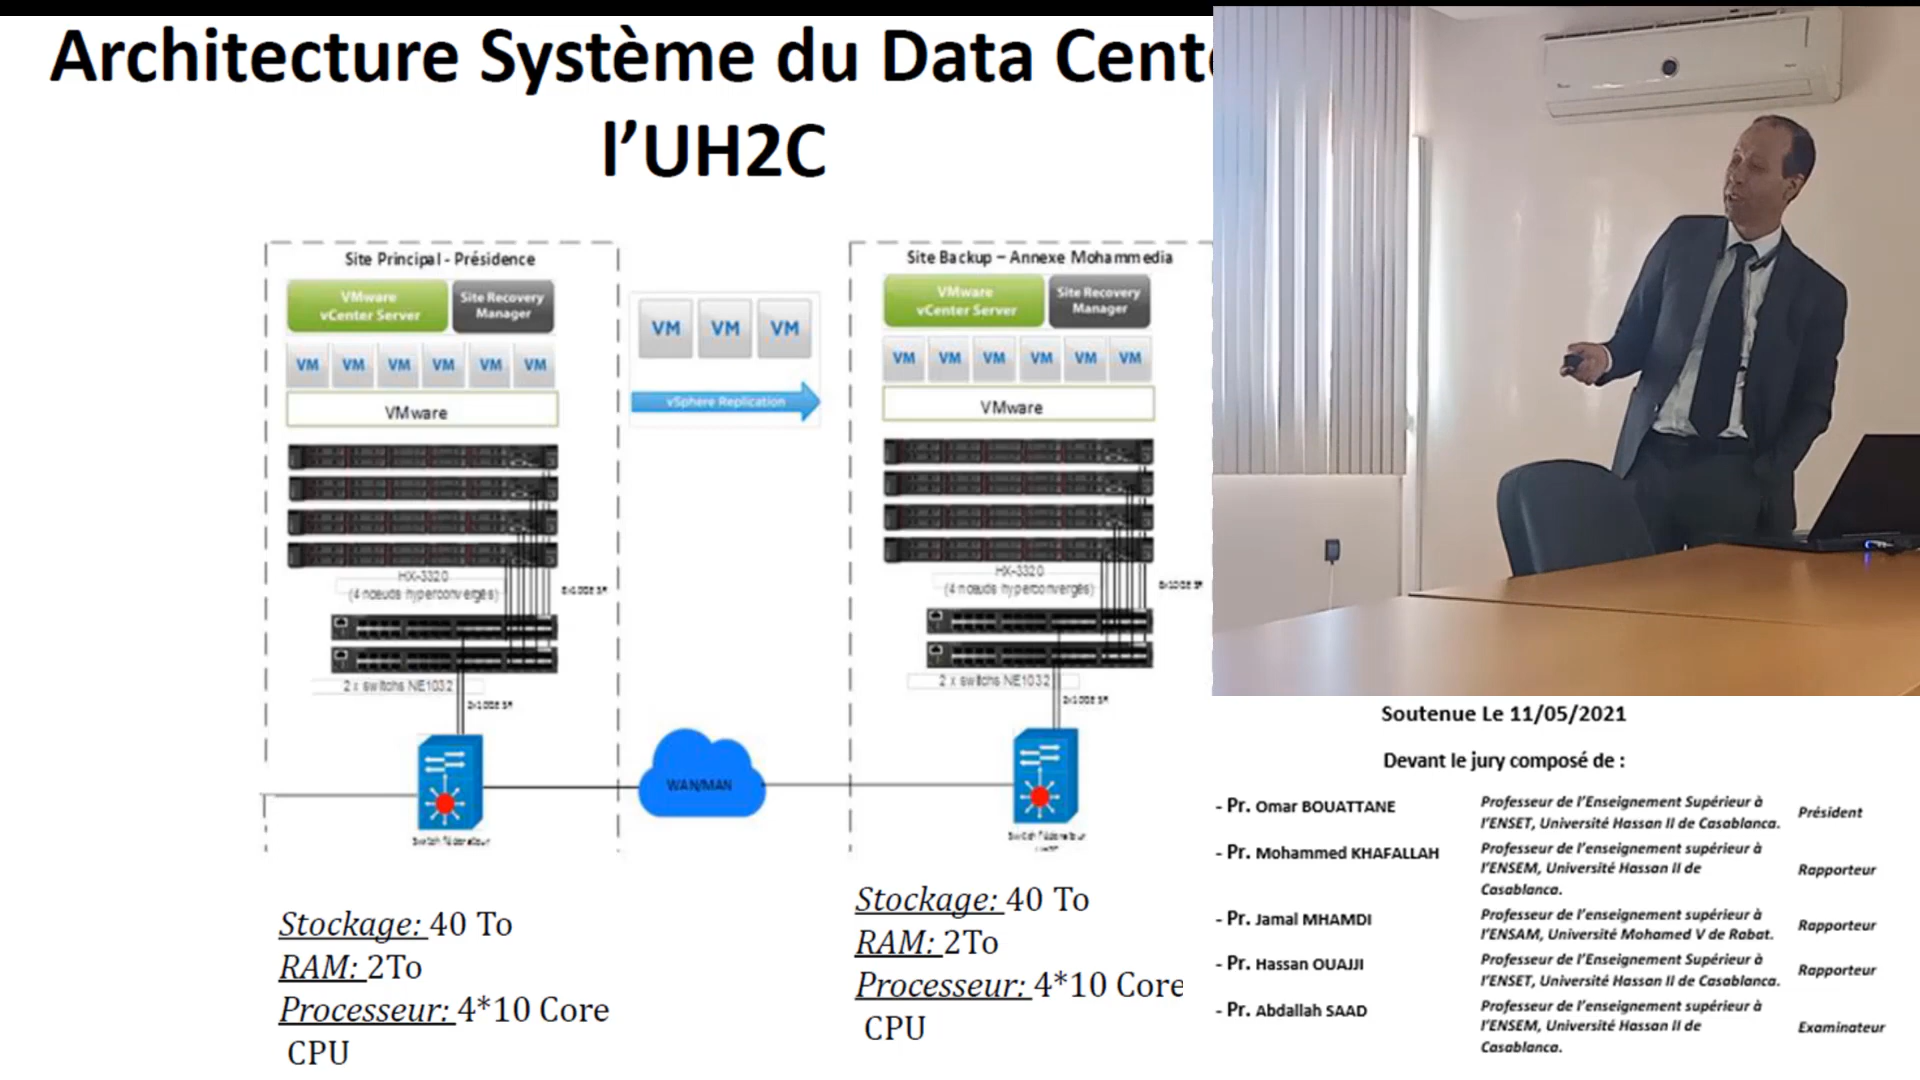 Architecture Système du Data Cent
l’UH2C
Site Principal - Présidence
VMware
vCenter Server
Site Recovery
Manager
VM VM VM VM VM VM
VMware
HX-3320
(4 nœuds hyperconvergés)
2 x switchs NE1032
VM VM VM
vSphere Replication
WAN/MAN
Site Backup – Annexe Mohammedia
VMware
vCenter Server
Site Recovery
Manager
VM VM VM VM VM VM
VMware
HX-3320
(4 nœuds hyperconvergés)
2 x switchs NE1032
Stockage: 40 To
RAM: 2To
Processeur: 4*10 Core
CPU
Stockage: 40 To
RAM: 2To
Processeur: 4*10 Core
CPU
Soutenue Le 11/05/2021
Devant le jury composé de :
- Pr. Omar BOUATTANE
Professeur de l’Enseignement Supérieur à
l’ENSET, Université Hassan II de Casablanca.
Président
- Pr. Mohammed KHAFALLAH
Professeur de l’enseignement supérieur à
l’ENSEM, Université Hassan II de
Casablanca.
Rapporteur
- Pr. Jamal MHAMDI
Professeur de l’enseignement supérieur à
l’ENSAM, Université Mohamed V de Rabat.
Rapporteur
- Pr. Hassan OUAJJI
Professeur de l’Enseignement Supérieur à
l’ENSET, Université Hassan II de Casablanca.
Rapporteur
- Pr. Abdallah SAAD
Professeur de l’enseignement supérieur à
l’ENSEM, Université Hassan II de
Casablanca.
Examinateur